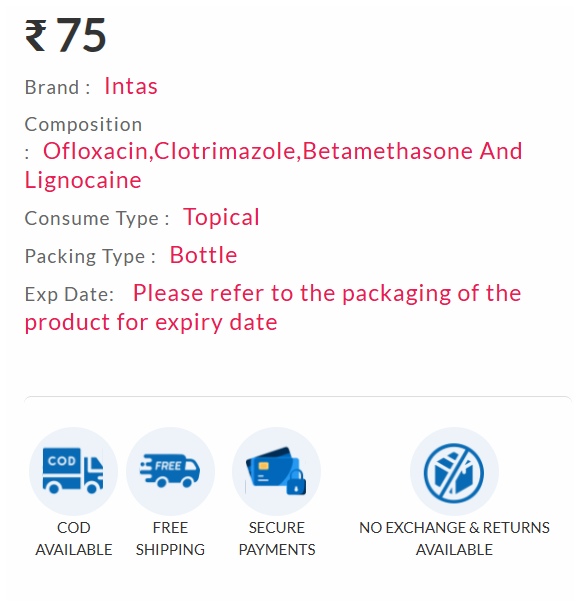 ₹ 75
Brand : Intas
Composition
: Ofloxacin,Clotrimazole,Betamethasone And
Lignocaine
Consume Type : Topical
Packing Type : Bottle
Exp Date: Please refer to the packaging of the
product for expiry date
COD
FREE
COD
AVAILABLE
FREE
SHIPPING
SECURE
PAYMENTS
NO EXCHANGE & RETURNS
AVAILABLE